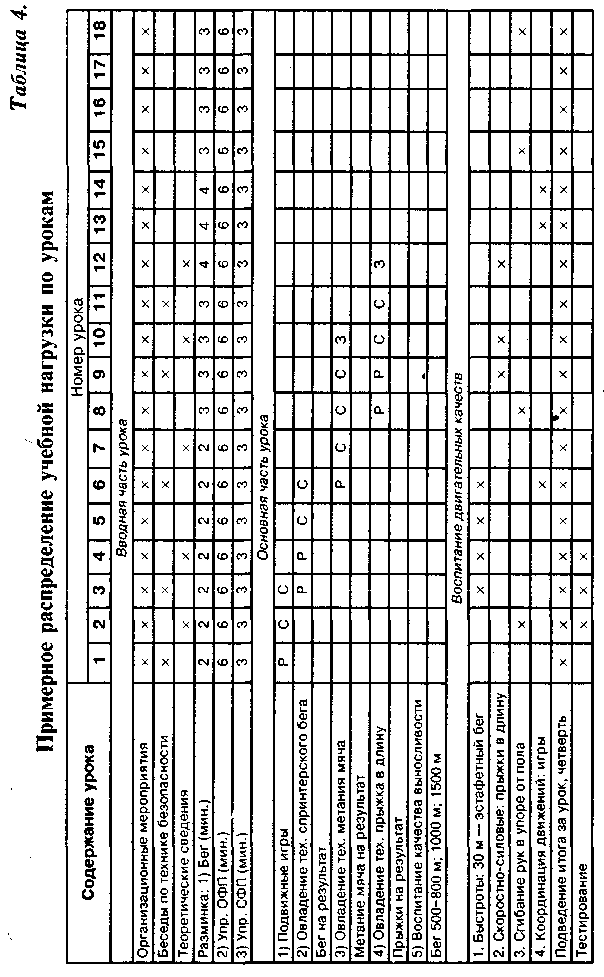 Таблица 4.
Примерное распределение учебной нагрузки по урокам
Содержание урока Номер урока
1 2 3 4 5 6 7 8 9 10 11 12 13 14 15 16 17 18
Вводная часть урока
Организационные мероприятия × × × × × × × × × × × × × × × × × ×
Беседы по технике безопасности × × × × ×
Теоретические сведения × × × × ×
Разминка: 1) Бег (мин.) 2 2 2 2 2 2 2 3 3 3 3 4 4 4 3 3 3 3
2) Упр. ОФП (мин.) 6 6 6 6 6 6 6 6 6 6 6 6 6 6 6 6 6 6
3) Упр. СФП (мин.) 3 3 3 3 3 3 3 3 3 3 3 3 3 3 3 3 3 3
Основная часть урока
1) Подвижные игры Р С С
2) Овладение тех. спринтерского бега Р Р С С
Бег на результат
3) Овладение тех. метания мяча Р С С С З
Метание мяча на результат
4) Овладение тех. прыжка в длину Р Р С С З
Прыжки на результат
5) Воспитание качества выносливости
Бег 500–800 м; 1000 м; 1500 м
Воспитание двигательных качеств
1. Быстроты: 30 м — эстафетный бег × × × ×
2. Скоростно-силовые: прыжки в длину × × ×
3. Сгибание рук в упоре от пола × × × ×
4. Координация движений: игры × × ×
Подведение итога за урок, четверть × × × × × × × × × × × × × × × × × ×
Тестирование × × ×